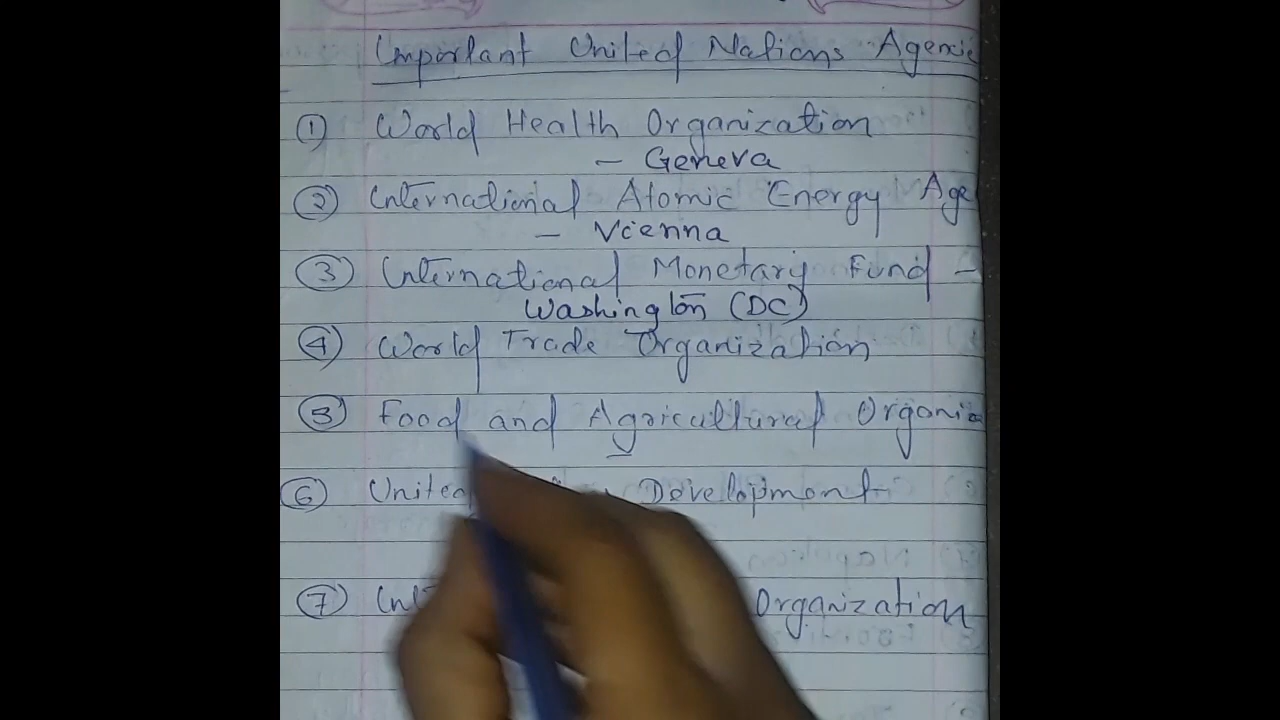 Important United Nations Agencie
① World Health Organization
- Geneva
② International Atomic Energy Age
- Vienna
③ International Monetary Fund -
Washington (DC)
④ World Trade Organization
⑤ Food and Agricultural Organiz
⑥ United Development
⑦ Organization